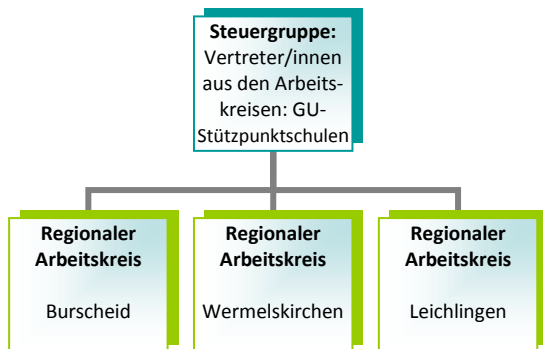 Steuergruppe:
Vertreter/innen
aus den Arbeits-
kreisen: GU-
Stützpunktschulen
Regionaler
Arbeitskreis
Burscheid
Regionaler
Arbeitskreis
Wermelskirchen
Regionaler
Arbeitskreis
Leichlingen